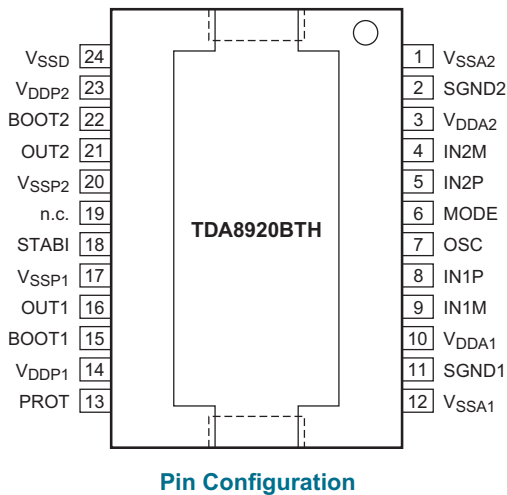 VSSD 24
VDDP2 23
BOOT2 22
OUT2 21
VSSP2 20
n.c. 19
STABI 18
VSSP1 17
OUT1 16
BOOT1 15
VDDP1 14
PROT 13
TDA8920BTH
1 VSSA2
2 SGND2
3 VDDA2
4 IN2M
5 IN2P
6 MODE
7 OSC
8 IN1P
9 IN1M
10 VDDA1
11 SGND1
12 VSSA1
Pin Configuration